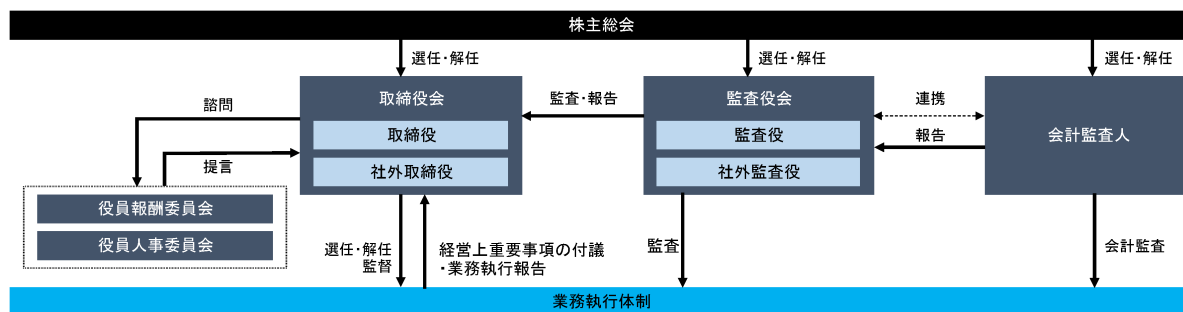 株主総会
選任・解任
選任・解任
選任・解任
取締役会
取締役
社外取締役
監査・報告
監査役会
監査役
社外監査役
連携
報告
会計監査人
諮問
提言
役員報酬委員会
役員人事委員会
選任・解任
監督
経営上重要事項の付議
・業務執行報告
監査
会計監査
業務執行体制